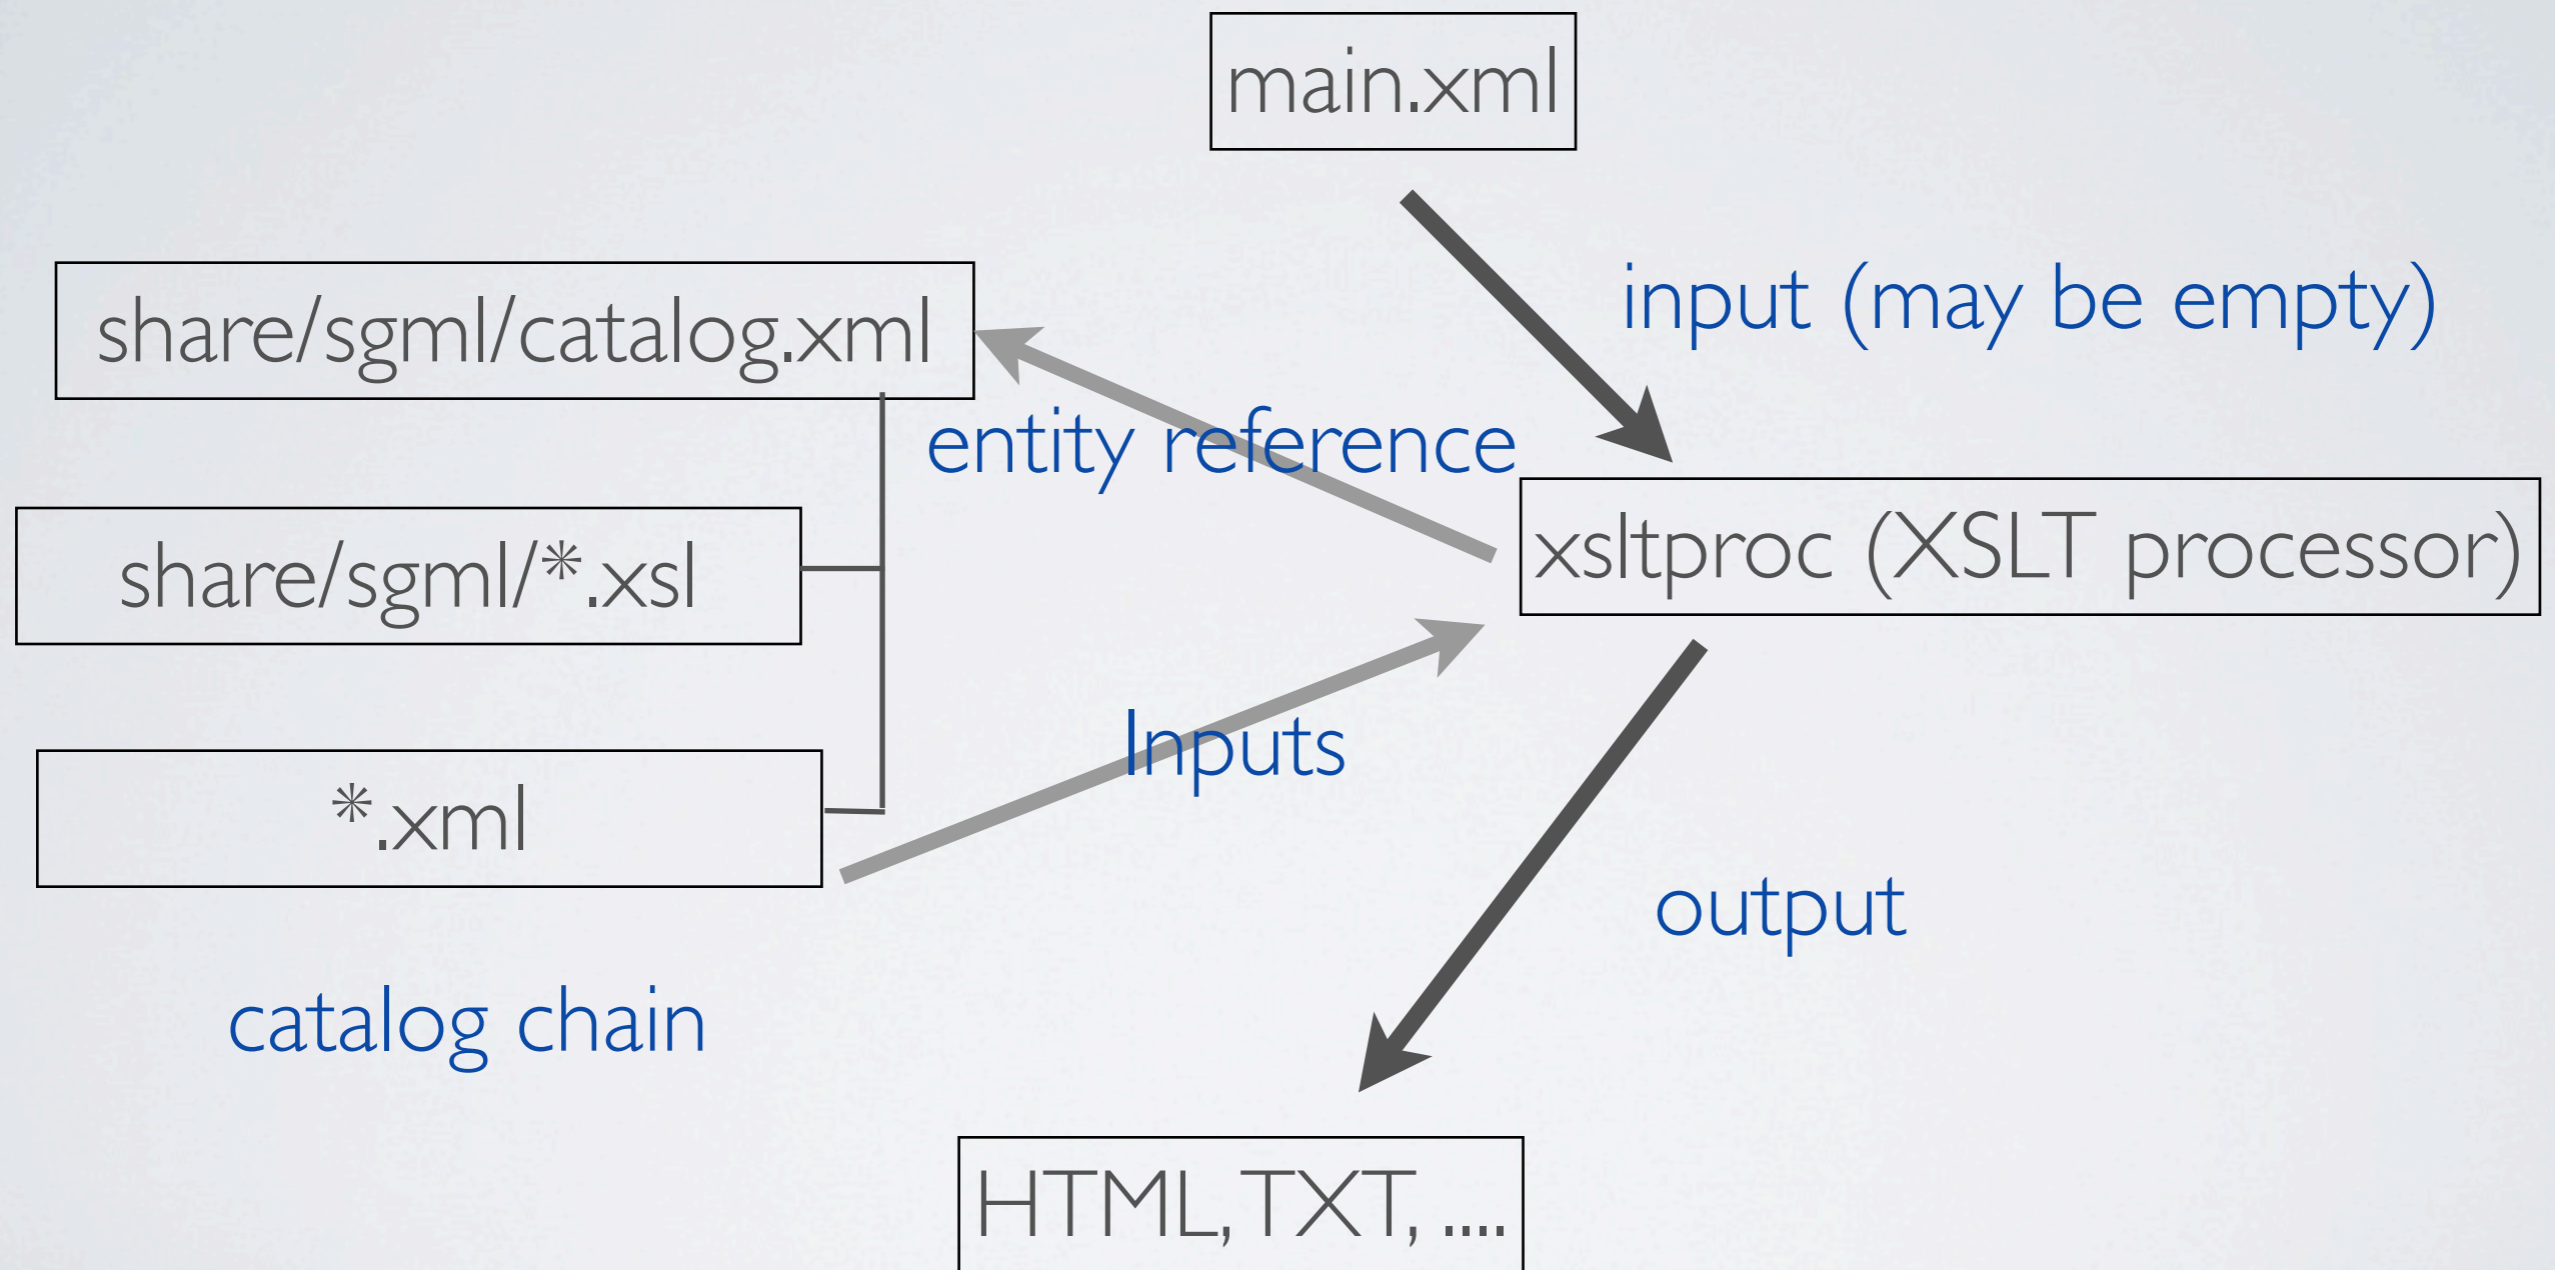 main.xml
input (may be empty)
share/sgml/catalog.xml
entity reference
xsltproc (XSLT processor)
share/sgml/*.xsl
Inputs
*.xml
output
catalog chain
HTML, TXT, ....